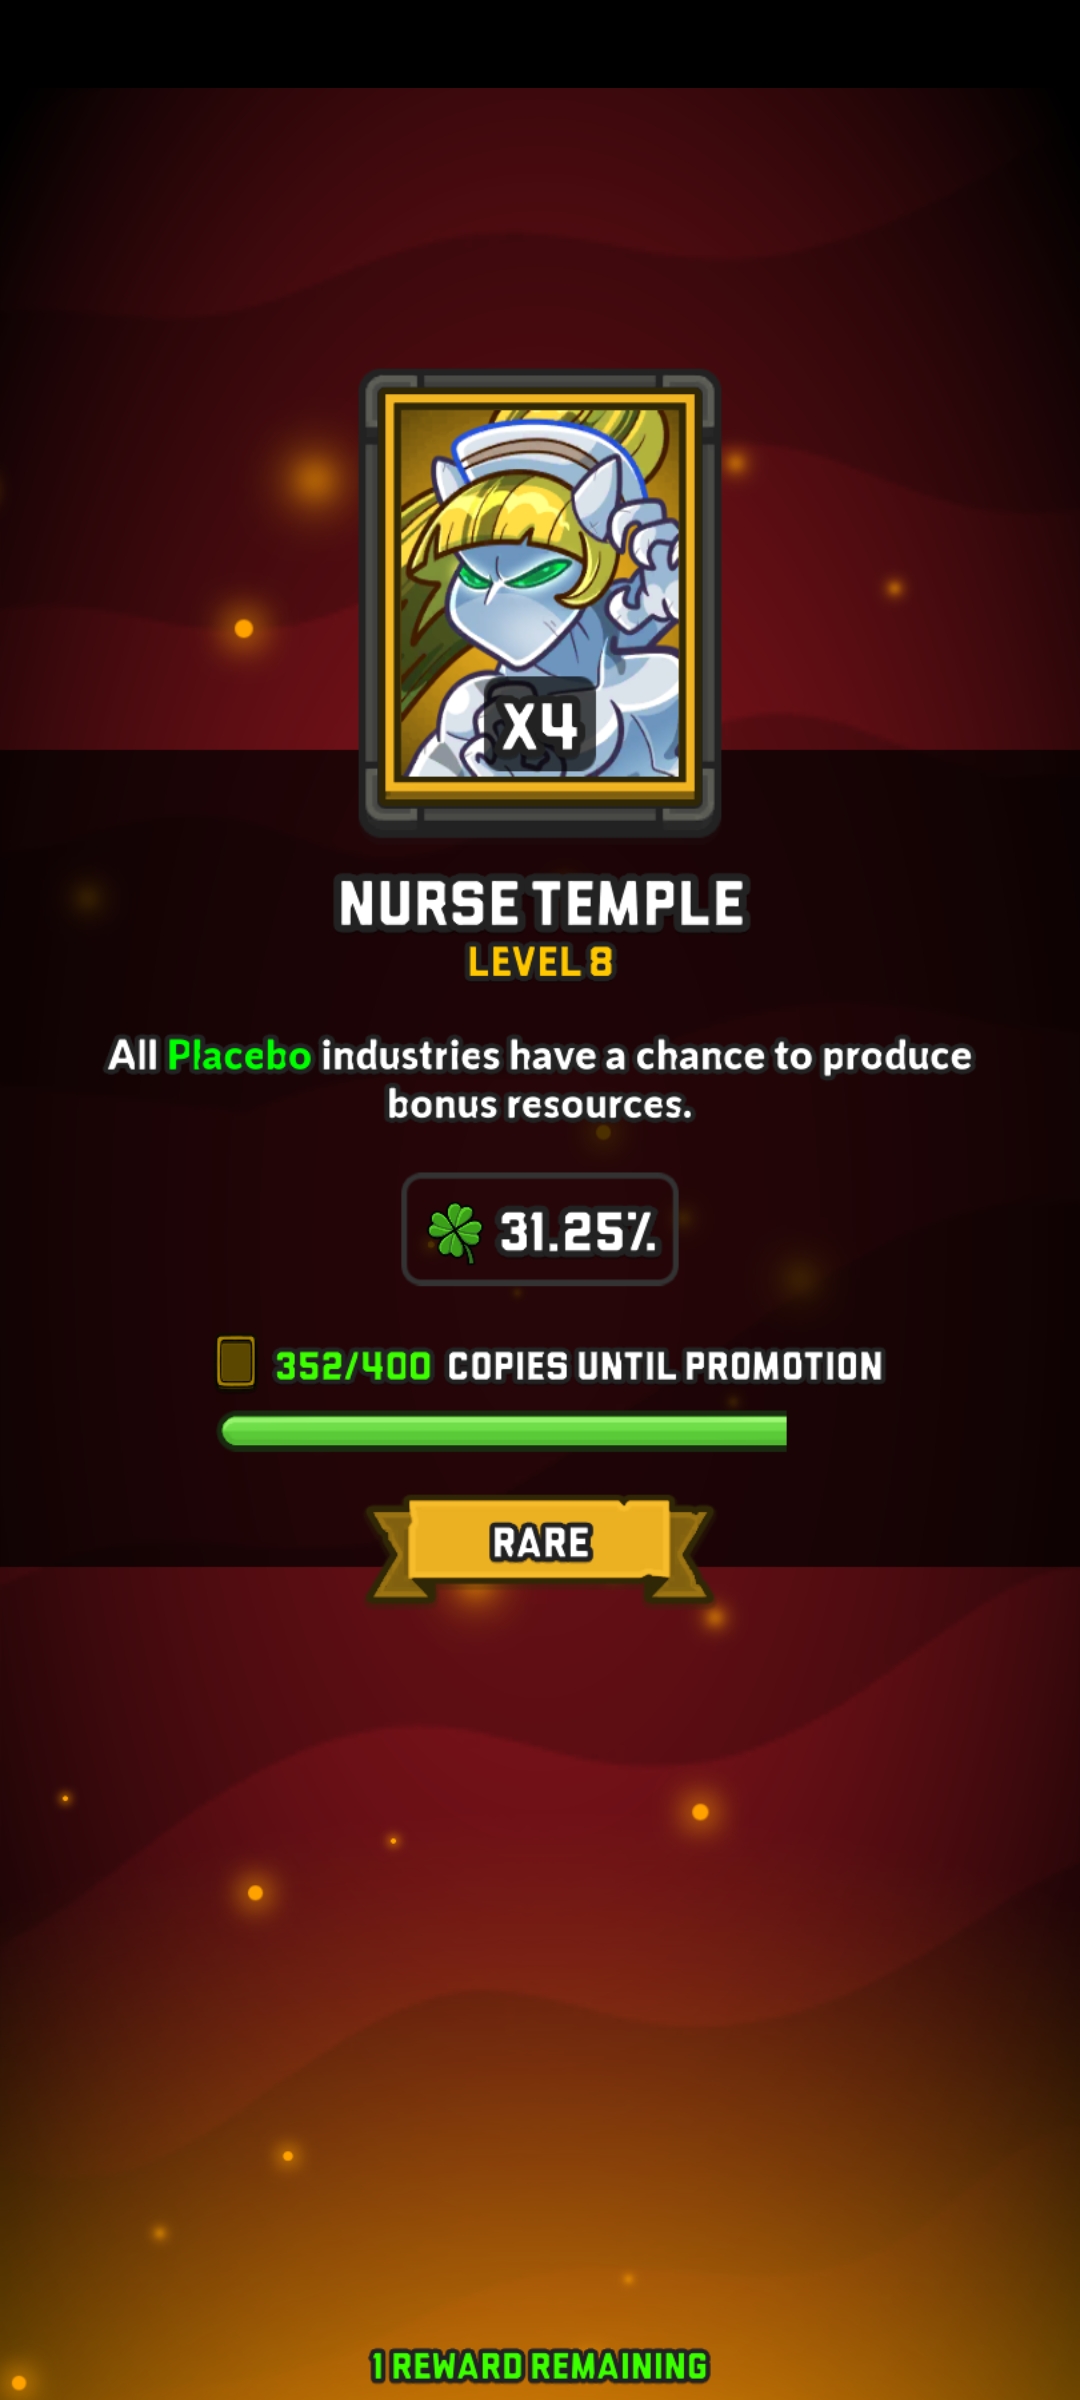 X4
NURSE TEMPLE
LEVEL 8
All Placebo industries have a chance to produce
bonus resources.
31.25%
352/400 COPIES UNTIL PROMOTION
RARE
1 REWARD REMAINING